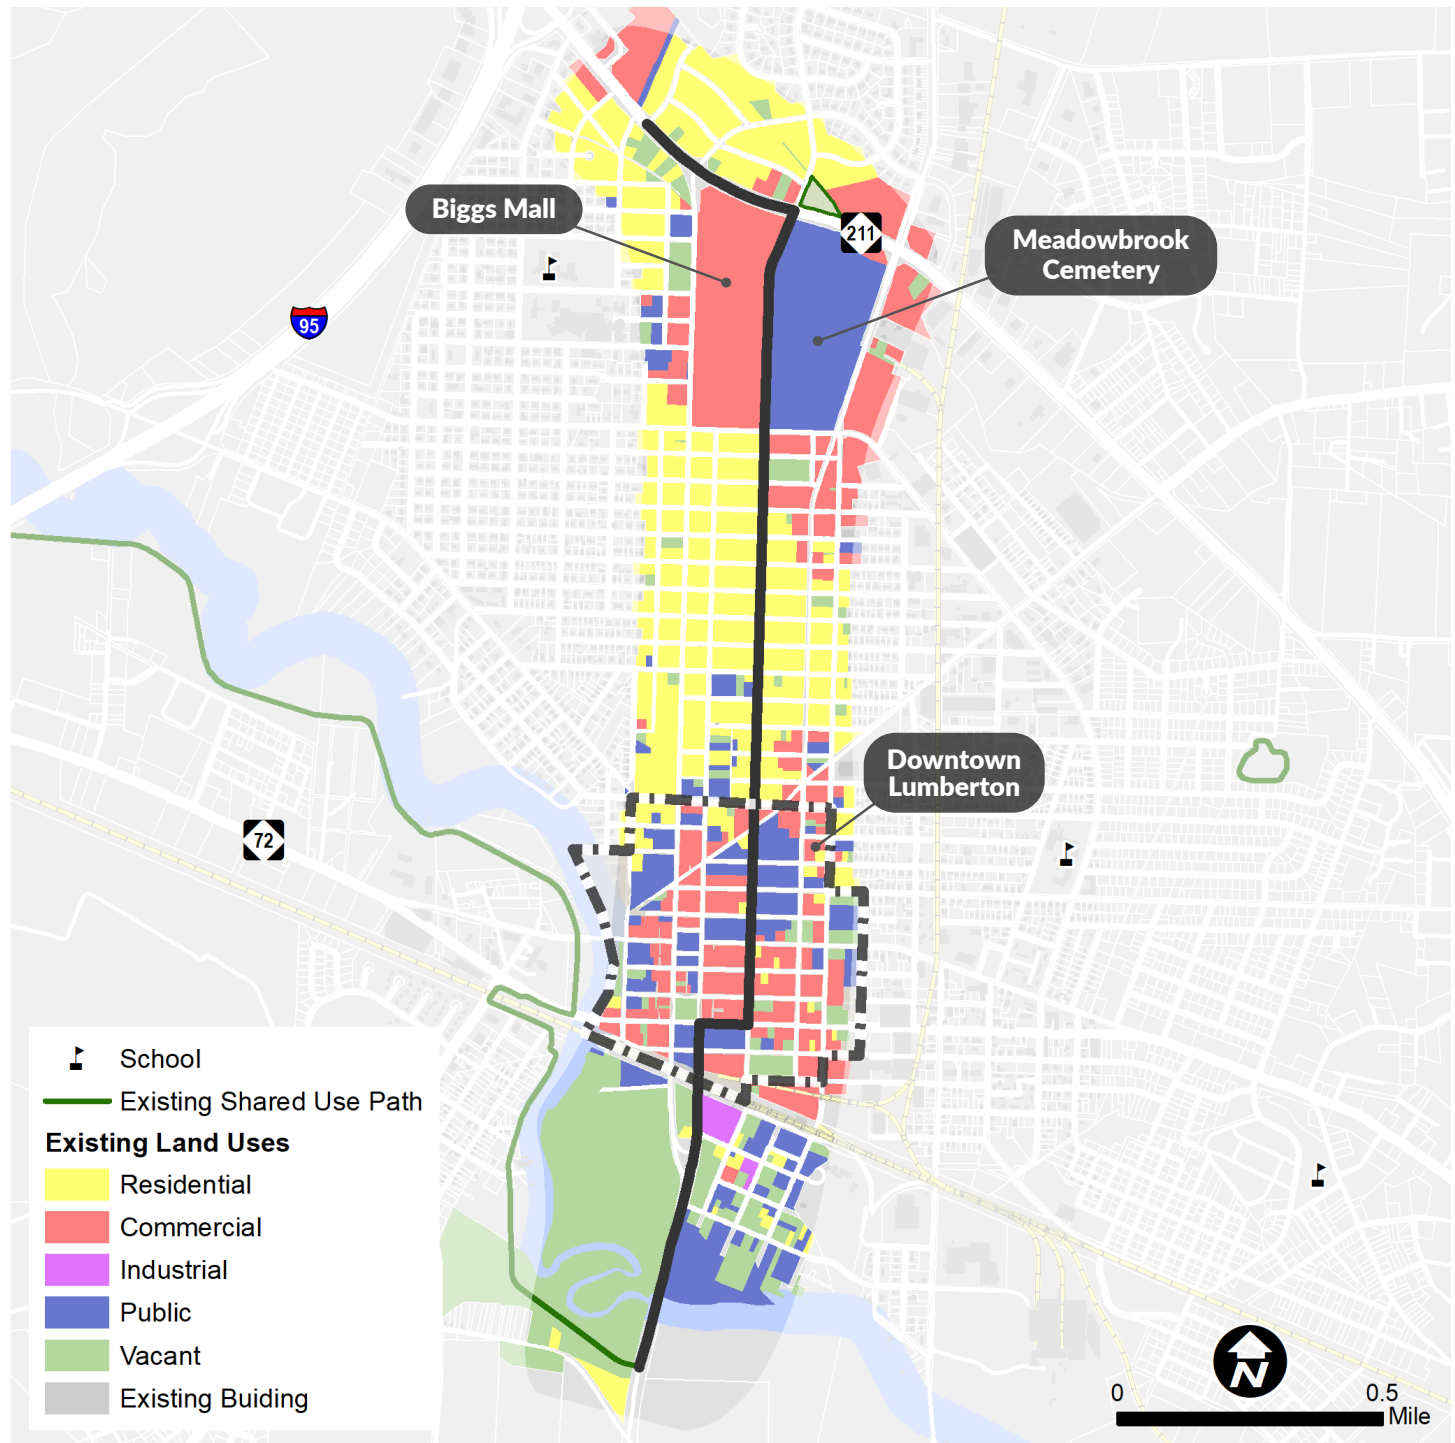 Biggs Mall
211
Meadowbrook
Cemetery
95
Downtown
Lumberton
72
School
Existing Shared Use Path
Existing Land Uses
Residential
Commercial
Industrial
Public
Vacant
Existing Buiding
N
0 0.5
Mile